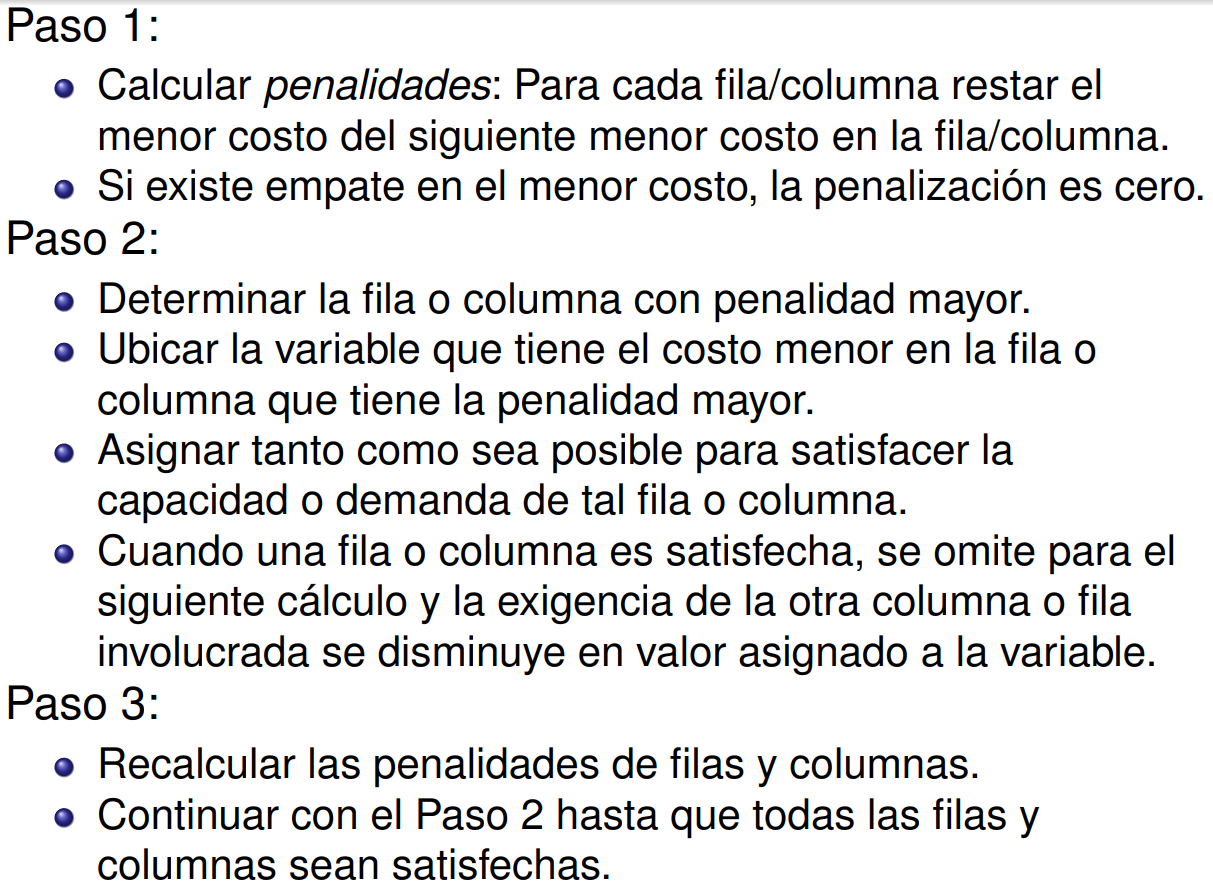 Paso 1:
Calcular penalidades: Para cada fila/columna restar el
menor costo del siguiente menor costo en la fila/columna.
Si existe empate en el menor costo, la penalización es cero.
Paso 2:
Determinar la fila o columna con penalidad mayor.
Ubicar la variable que tiene el costo menor en la fila o
columna que tiene la penalidad mayor.
Asignar tanto como sea posible para satisfacer la
capacidad o demanda de tal fila o columna.
Cuando una fila o columna es satisfecha, se omite para el
siguiente cálculo y la exigencia de la otra columna o fila
involucrada se disminuye en valor asignado a la variable.
Paso 3:
Recalcular las penalidades de filas y columnas.
Continuar con el Paso 2 hasta que todas las filas y
columnas sean satisfechas.